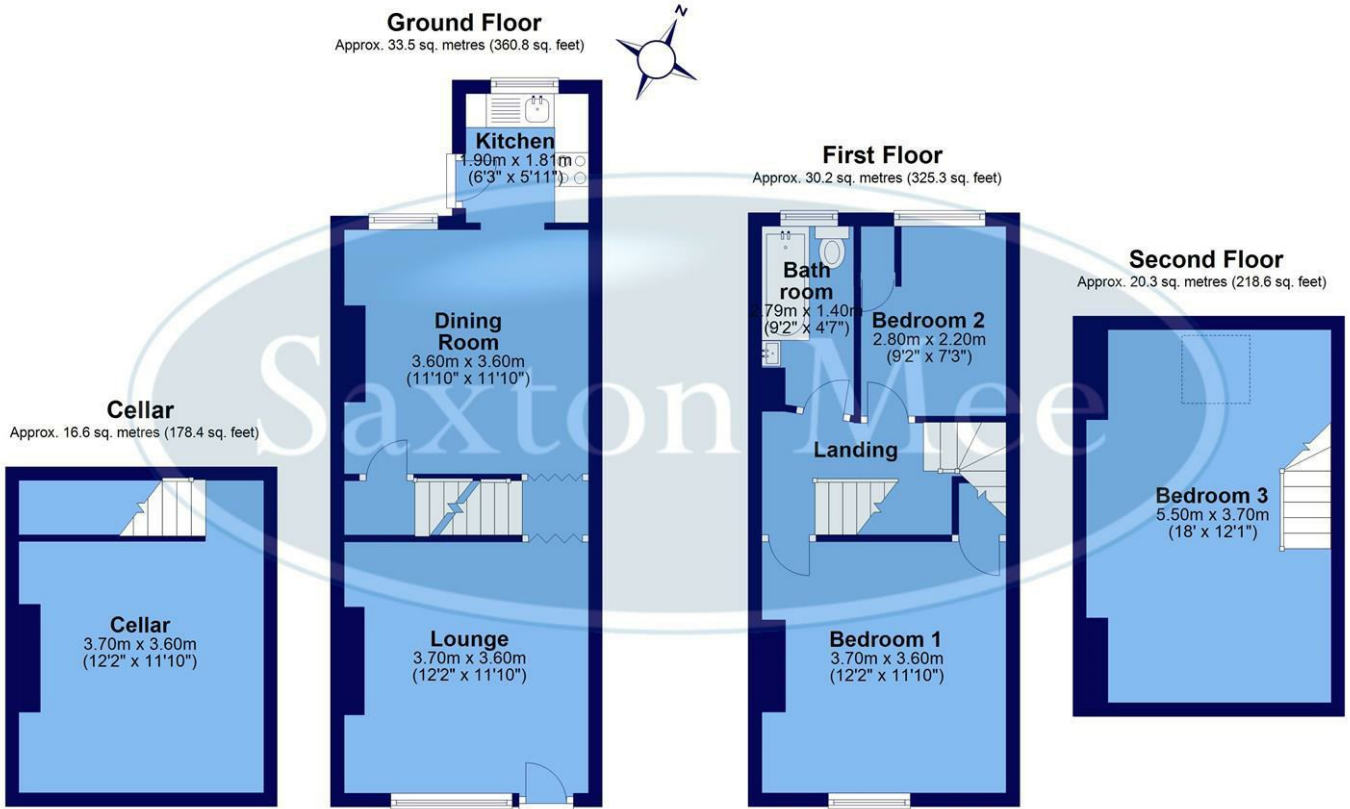 Ground Floor
Approx. 33.5 sq. metres (360.8 sq. feet)
N
Kitchen
1.90m x 1.81m
(6'3" x 5'11")
Dining
Room
3.60m x 3.60m
(11'10" x 11'10")
Lounge
3.70m x 3.60m
(12'2" x 11'10")
Cellar
Approx. 16.6 sq. metres (178.4 sq. feet)
Cellar
3.70m x 3.60m
(12'2" x 11'10")
First Floor
Approx. 30.2 sq. metres (325.3 sq. feet)
Bath
room
2.79m x 1.40m
(9'2" x 4'7")
Bedroom 2
2.80m x 2.20m
(9'2" x 7'3")
Landing
Bedroom 1
3.70m x 3.60m
(12'2" x 11'10")
Second Floor
Approx. 20.3 sq. metres (218.6 sq. feet)
Bedroom 3
5.50m x 3.70m
(18' x 12'1")
Saxton Mee